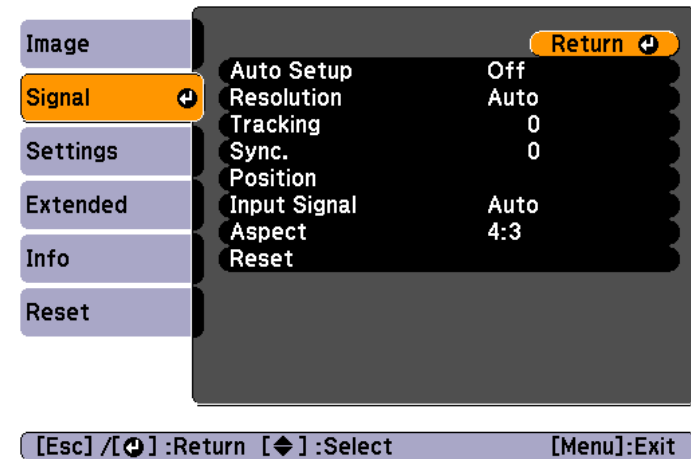 Image
Signal
Settings
Extended
Info
Reset
Return
Auto Setup Off
Resolution Auto
Tracking 0
Sync. 0
Position
Input Signal Auto
Aspect 4:3
Reset
[Esc] /[⏎] :Return [◆] :Select [Menu]:Exit